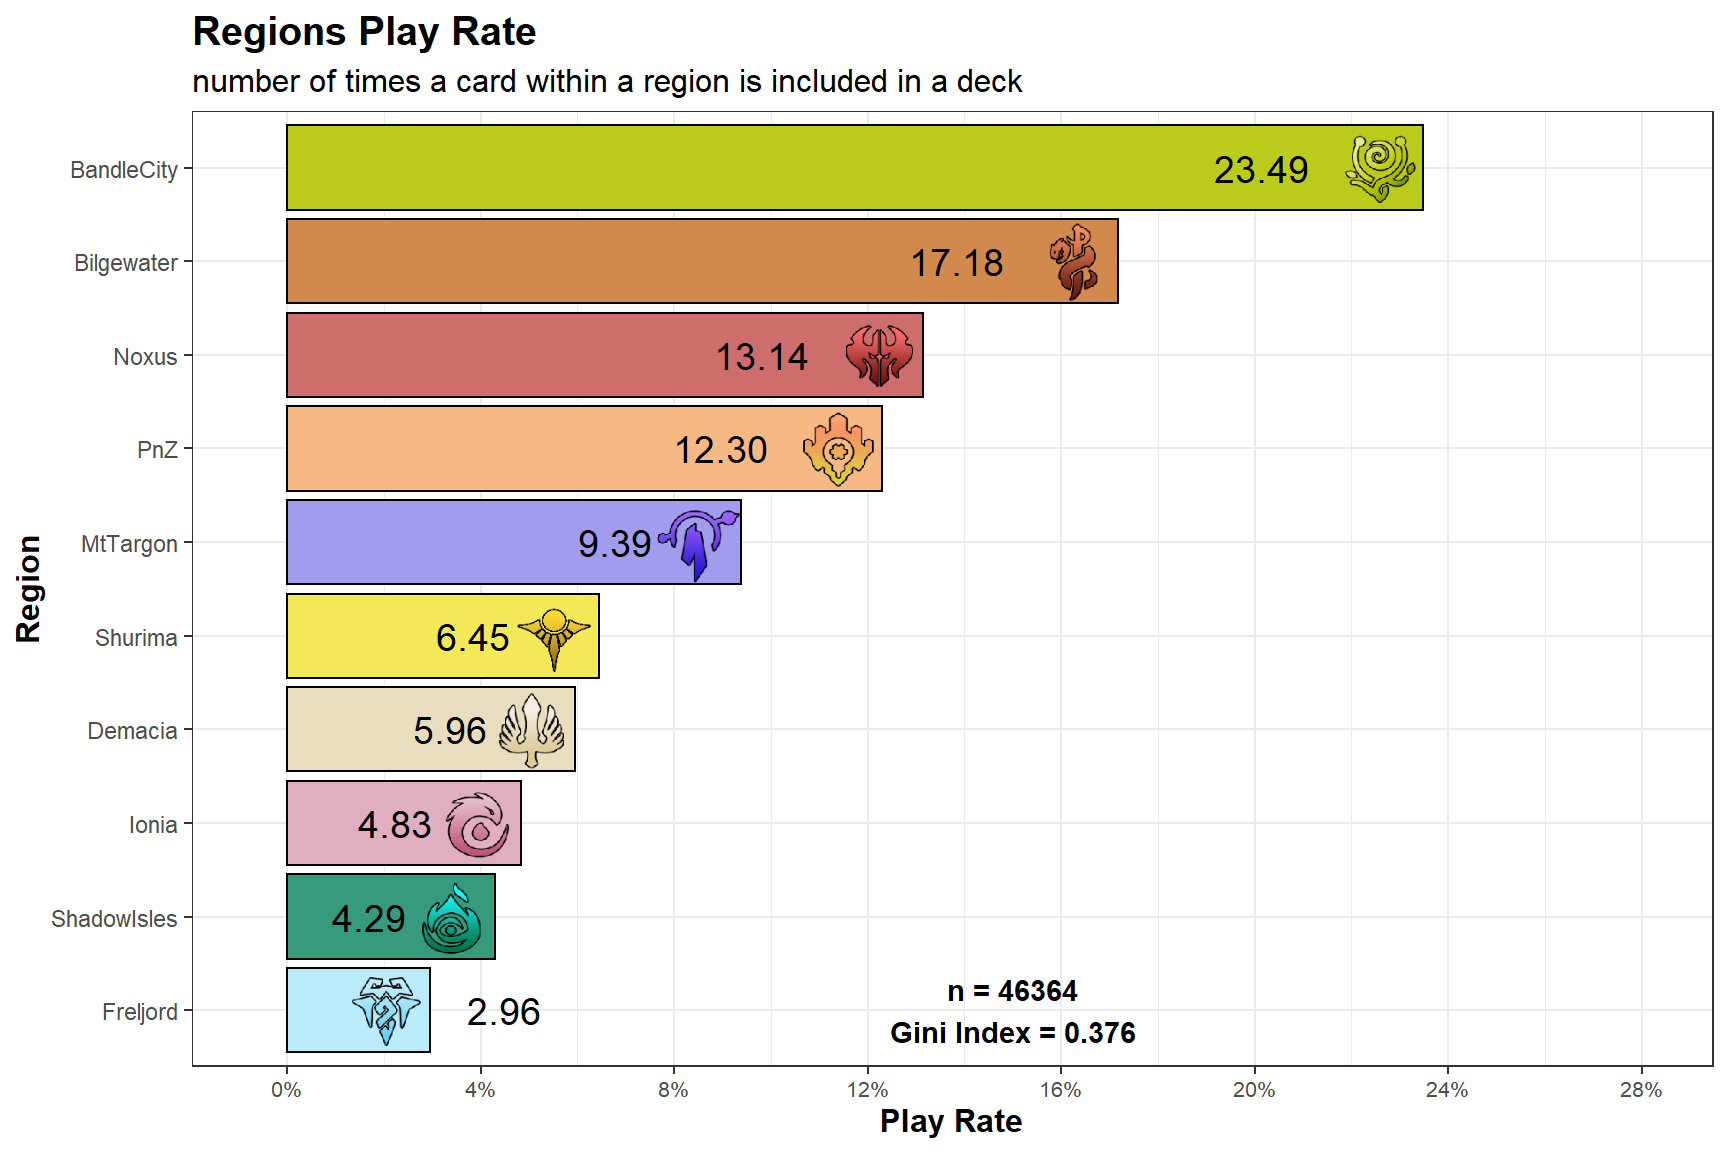 Regions Play Rate
number of times a card within a region is included in a deck
Region
BandleCity
23.49
Bilgewater
17.18
Noxus
13.14
PnZ
12.30
MtTargon
9.39
Shurima
6.45
Demacia
5.96
Ionia
4.83
ShadowIsles
4.29
Freljord
2.96
n = 46364
Gini Index = 0.376
0% 4% 8% 12% 16% 20% 24% 28%
Play Rate